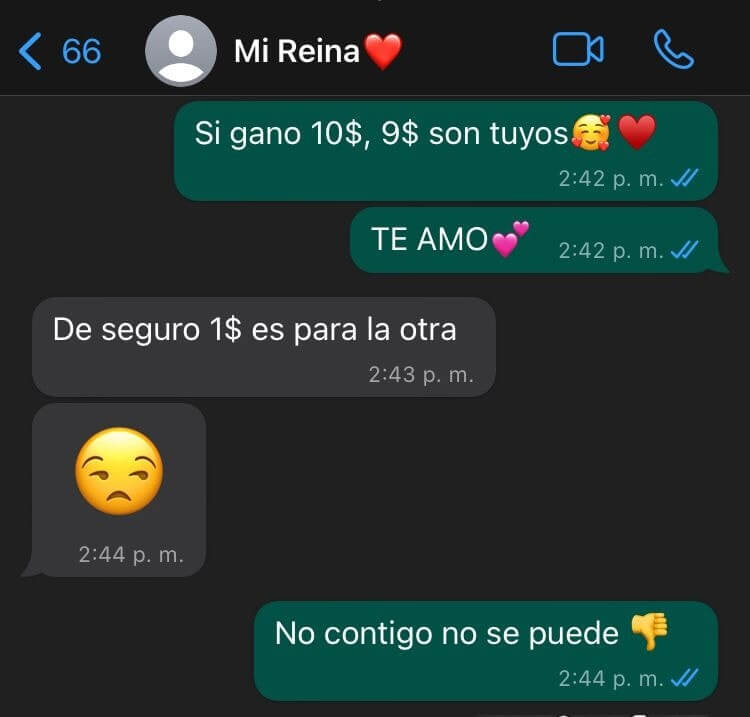 66 Mi Reina❤️
Si gano 10$, 9$ son tuyos🥰♥️
2:42 p. m.
TE AMO💕 2:42 p. m.
De seguro 1$ es para la otra
2:43 p. m.
😒
2:44 p. m.
No contigo no se puede 👎
2:44 p. m.